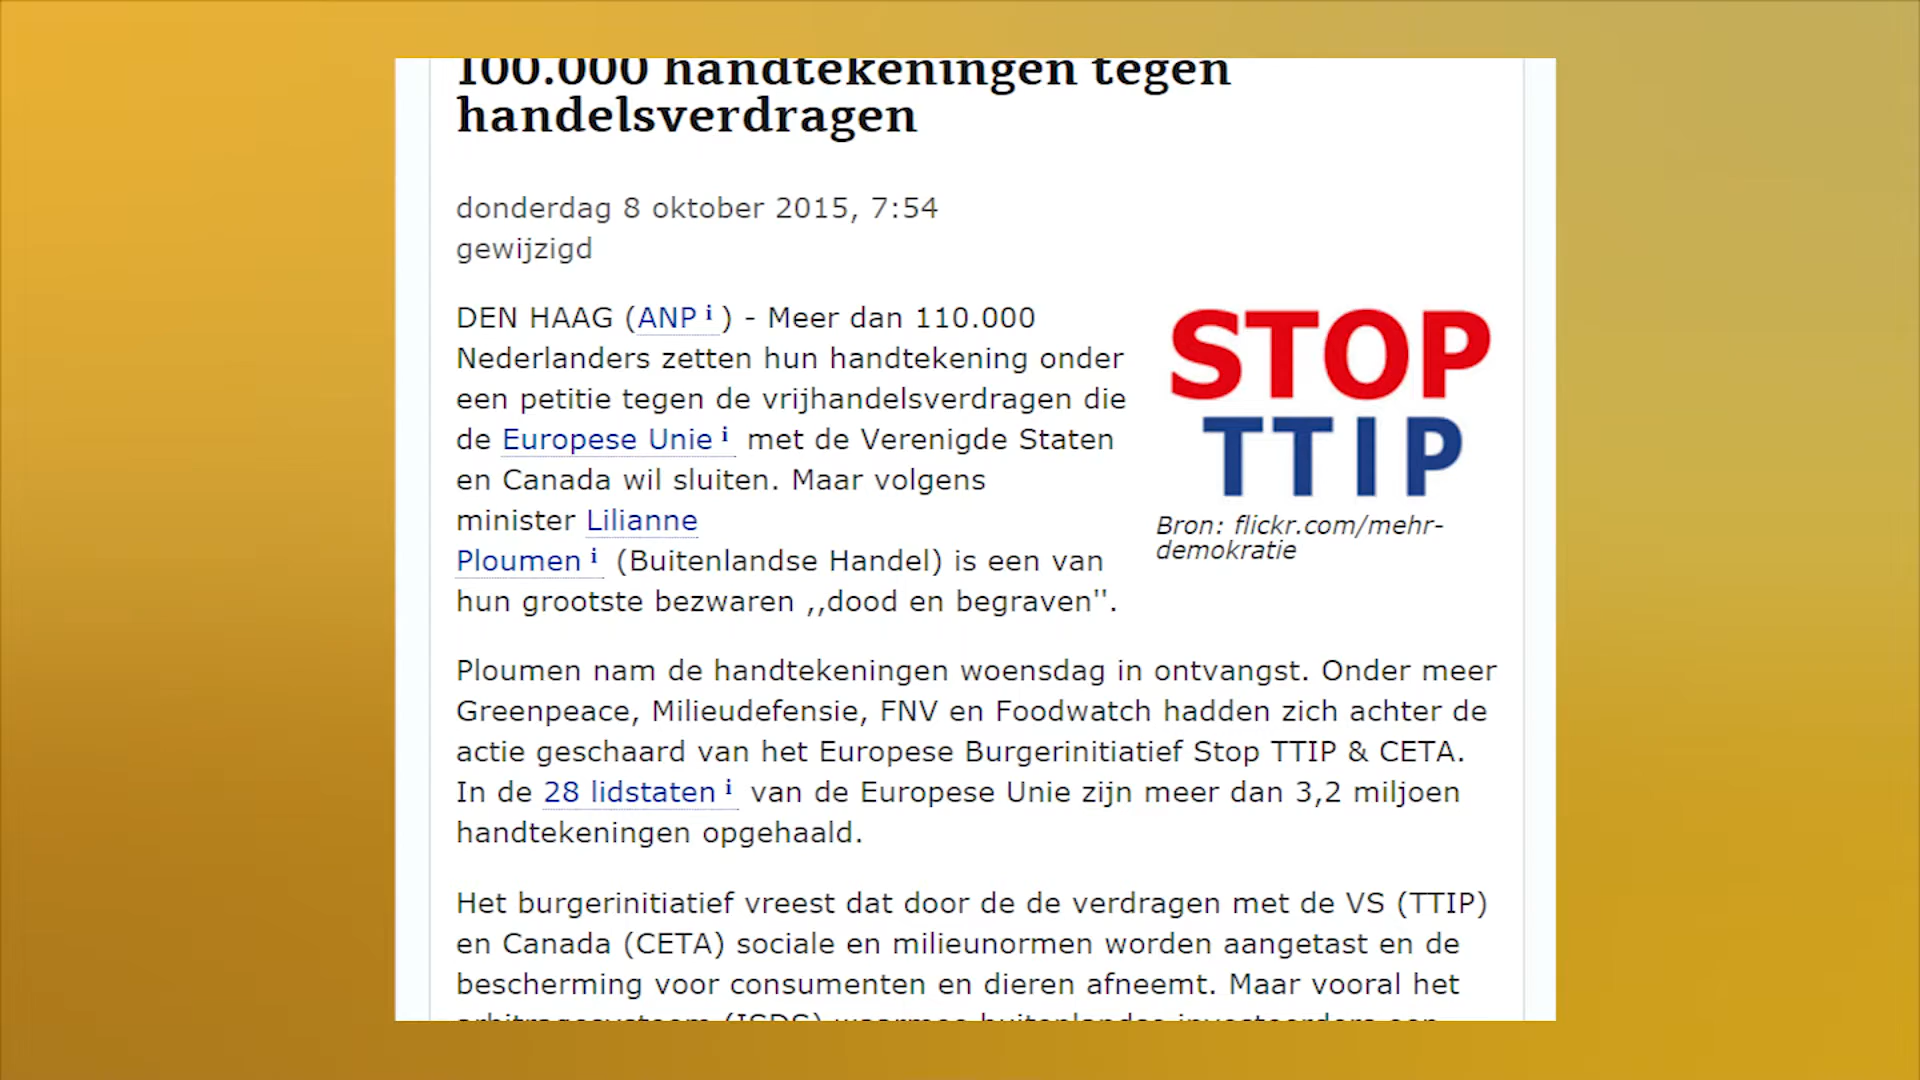 100.000 handtekeningen tegen
handelsverdragen
donderdag 8 oktober 2015, 7:54
gewijzigd
DEN HAAG (ANP i) - Meer dan 110.000
Nederlanders zetten hun handtekening onder
een petitie tegen de vrijhandelsverdragen die
de Europese Unie i met de Verenigde Staten
en Canada wil sluiten. Maar volgens
minister Lilianne
Ploumen i (Buitenlandse Handel) is een van
hun grootste bezwaren ,,dood en begraven''.
STOP
TTIP
Bron: flickr.com/mehr-
demokratie
Ploumen nam de handtekeningen woensdag in ontvangst. Onder meer
Greenpeace, Milieudefensie, FNV en Foodwatch hadden zich achter de
actie geschaard van het Europese Burgerinitiatief Stop TTIP & CETA.
In de 28 lidstaten i van de Europese Unie zijn meer dan 3,2 miljoen
handtekeningen opgehaald.
Het burgerinitiatief vreest dat door de de verdragen met de VS (TTIP)
en Canada (CETA) sociale en milieunormen worden aangetast en de
bescherming voor consumenten en dieren afneemt. Maar vooral het
arbitragesysteem (ISDS) waarmee buitenlandse investeerders een